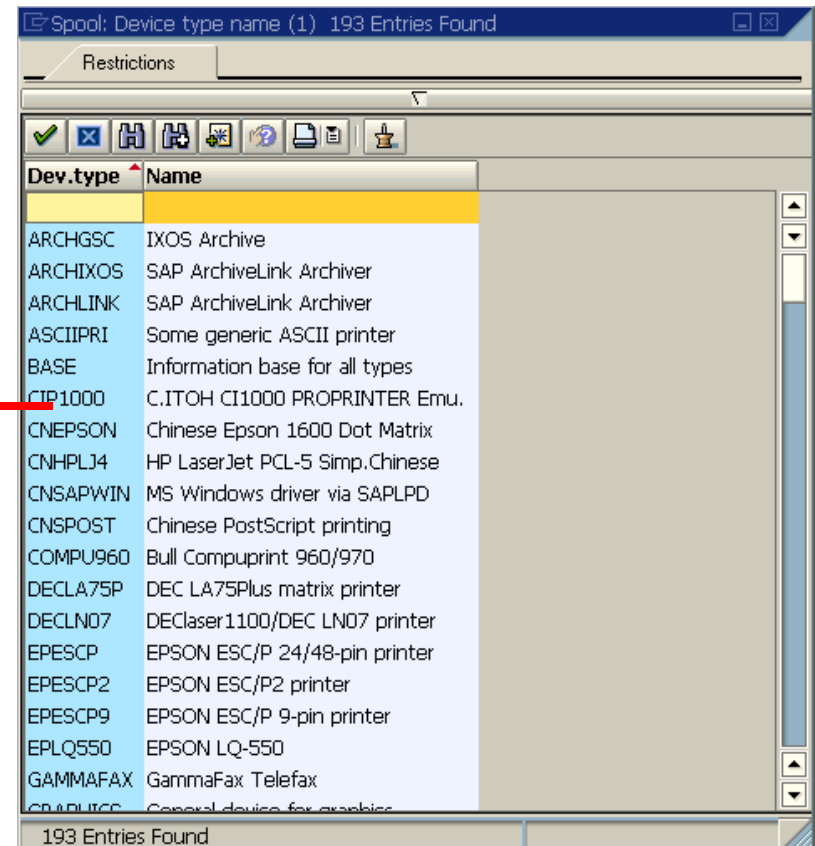 Spool: Device type name (1) 193 Entries Found
Restrictions
Dev.type Name
ARCHGSC IXOS Archive
ARCHIXOS SAP ArchiveLink Archiver
ARCHLINK SAP ArchiveLink Archiver
ASCIIPRI Some generic ASCII printer
BASE Information base for all types
CIP1000 C.ITOH CI1000 PROPRINTER Emu.
CNEPSON Chinese Epson 1600 Dot Matrix
CNHPLJ4 HP LaserJet PCL-5 Simp.Chinese
CNSAPWIN MS Windows driver via SAPLPD
CNSPOST Chinese PostScript printing
COMPU960 Bull Compuprint 960/970
DECLA75P DEC LA75Plus matrix printer
DECLN07 DEClaser1100/DEC LN07 printer
EPESCP EPSON ESC/P 24/48-pin printer
EPESCP2 EPSON ESC/P2 printer
EPESCP9 EPSON ESC/P 9-pin printer
EPLQ550 EPSON LQ-550
GAMMAFAX GammaFax Telefax
GRAPHICS General device for graphics
193 Entries Found